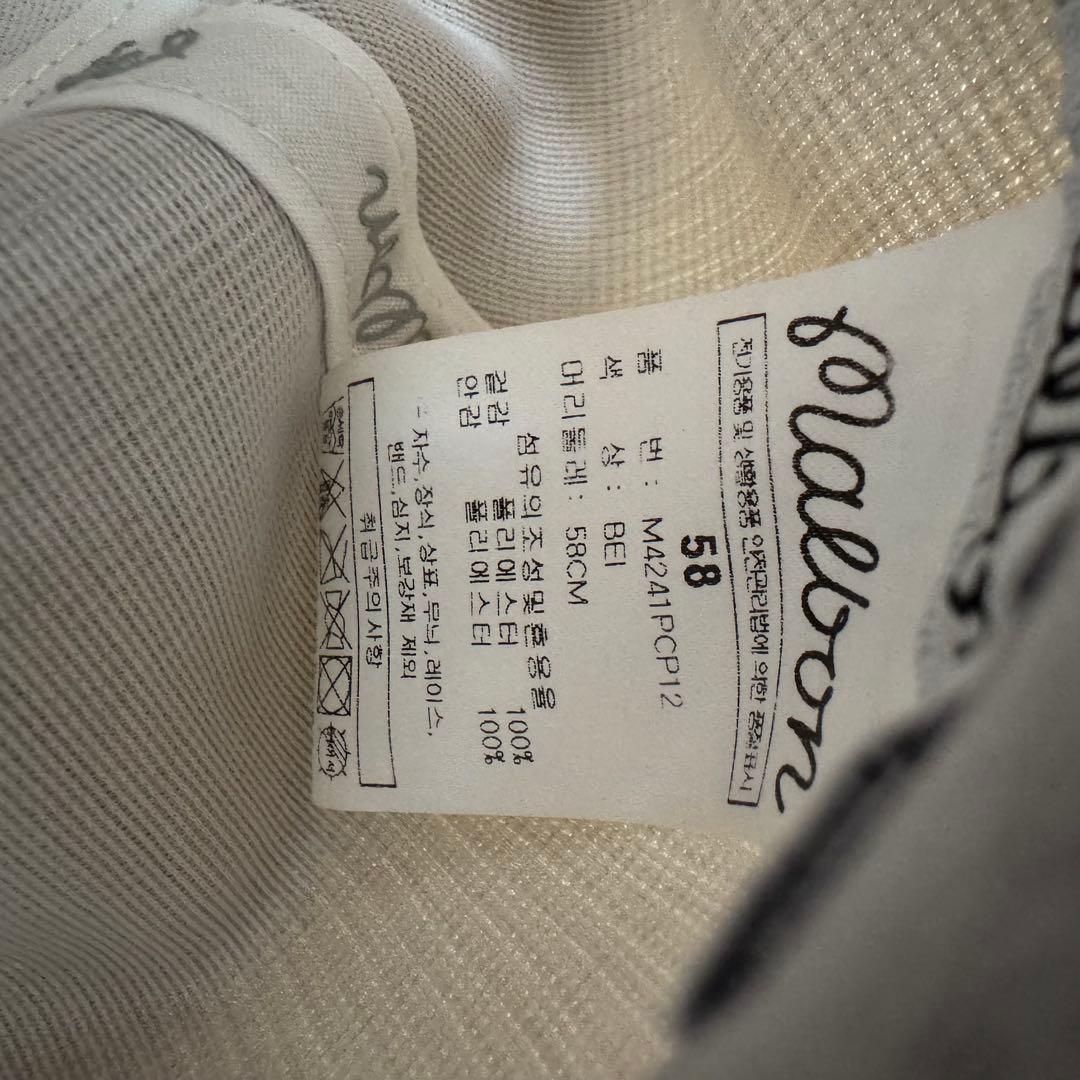 Malbon
전기용품 및 생활용품 안전관리법에 의한 품질표시
58
품 번 : M4241PCP12
색 상 : BEI
머리둘레 : 58CM
섬유의조성및혼용율
겉감 폴리에스터 100%
안감 폴리에스터 100%
자수,장식,상표,무늬,레이스,
밴드,심지,보강재 제외
취급주의사항